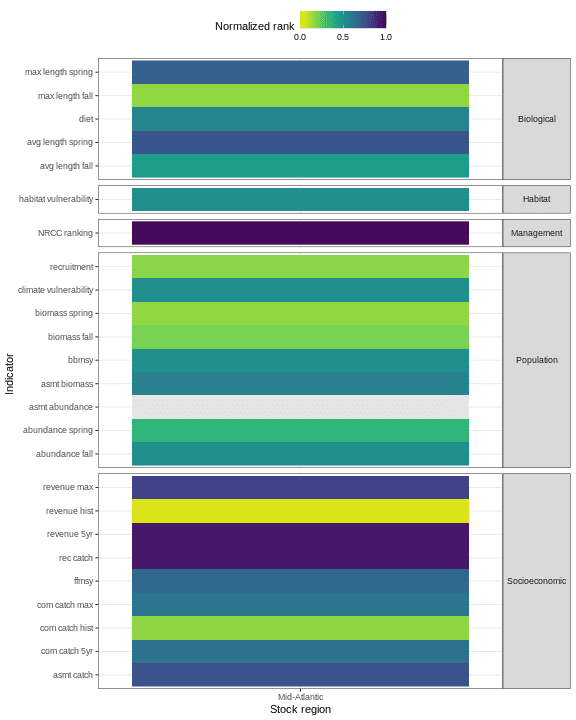 Normalized rank
0.0 0.5 1.0
max length spring
max length fall
diet
avg length spring
avg length fall
Biological
habitat vulnerability
Habitat
NRCC ranking
Management
recruitment
climate vulnerability
biomass spring
biomass fall
bbmsy
asmt biomass
asmt abundance
abundance spring
abundance fall
Population
revenue max
revenue hist
revenue 5yr
rec catch
ffmsy
com catch max
com catch hist
com catch 5yr
asmt catch
Socioeconomic
Indicator
Mid-Atlantic
Stock region